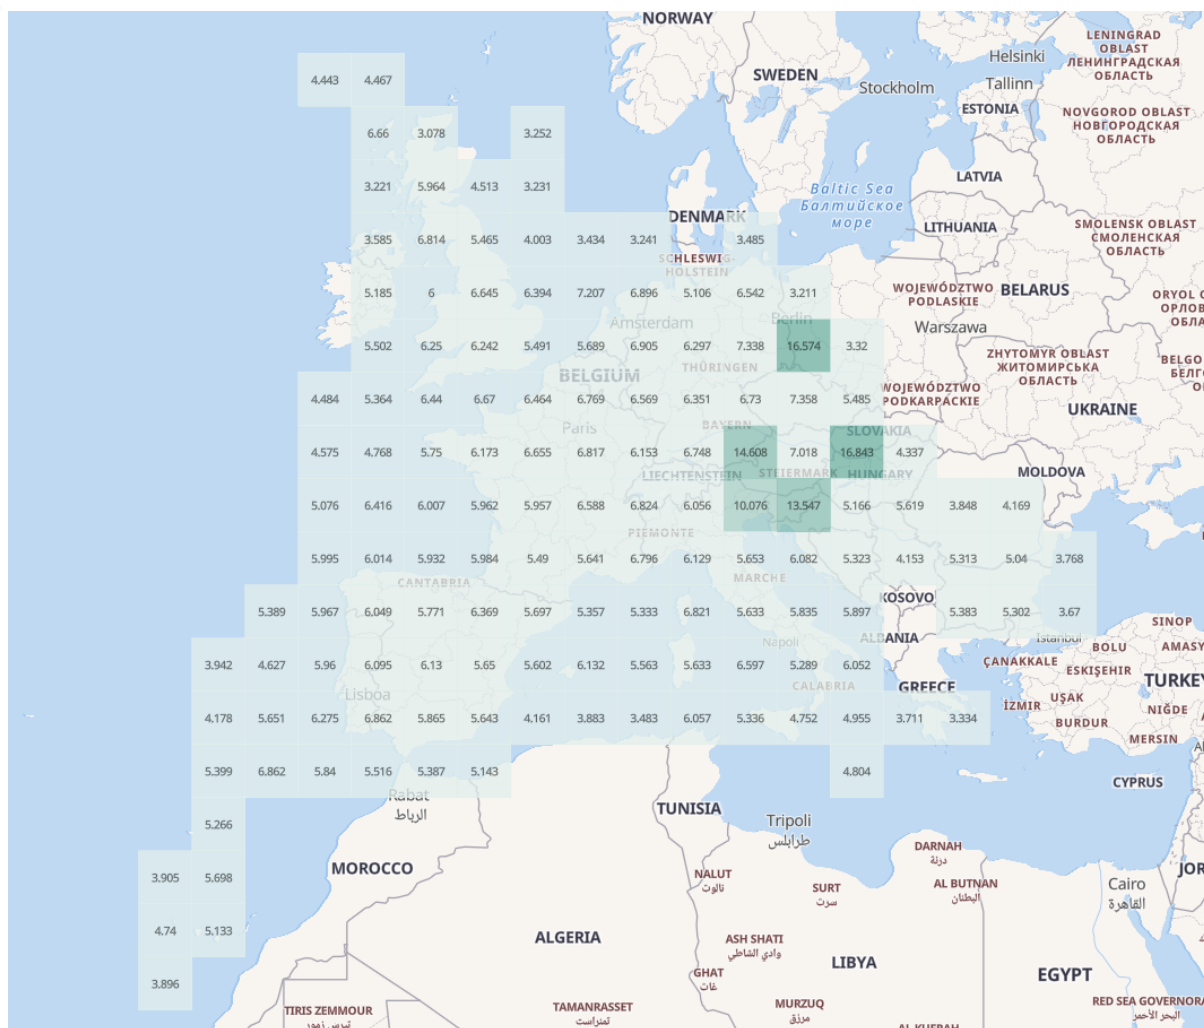 NORWAY
LENINGRAD
OBLAST
ЛЕНИНГРАДСКАЯ
ОБЛАСТЬ
Helsinki
SWEDEN
Stockholm
Tallinn
ESTONIA
4.443 4.467
NOVGOROD OBLAST
НОВГОРОДСКАЯ
ОБЛАСТЬ
6.66 3.078 3.252
LATVIA
3.221 5.964 4.513 3.231
Baltic Sea
Балтийское
море
DENMARK
LITHUANIA
SMOLENSK OBLAST
СМОЛЕНСКАЯ
ОБЛАСТЬ
3.585 6.814 5.465 4.003 3.434 3.241 3.485
SCHLESWIG-
HOLSTEIN
WOJEWÓDZTWO
PODLASKIE
BELARUS
5.185 6 6.645 6.394 7.207 6.896 5.106 6.542 3.211
Amsterdam
Berlin
Warszawa
5.502 6.25 6.242 5.491 5.689 6.905 6.297 7.338 16.574 3.32
ZHYTOMYR OBLAST
ЖИТОМИРСЬКА
ОБЛАСТЬ
BELGIUM
THÜRINGEN
WOJEWÓDZTWO
PODKARPACKIE
4.484 5.364 6.44 6.67 6.464 6.769 6.569 6.351 6.73 7.358 5.485
UKRAINE
Paris
BAYERN
SLOVAKIA
4.575 4.768 5.75 6.173 6.655 6.817 6.153 6.748 14.608 7.018 16.843 4.337
LIECHTENSTEIN
STEIERMARK
HUNGARY
MOLDOVA
5.076 6.416 6.007 5.962 5.957 6.588 6.824 6.056 10.076 13.547 5.166 5.619 3.848 4.169
PIEMONTE
5.995 6.014 5.932 5.984 5.49 5.641 6.796 6.129 5.653 6.082 5.323 4.153 5.313 5.04 3.768
CANTABRIA
MARCHE
KOSOVO
5.389 5.967 6.049 5.771 6.369 5.697 5.357 5.333 6.821 5.633 5.835 5.897 5.383 5.302 3.67
Napoli
ALBANIA
Istanbul
SINOP
BOLU
3.942 4.627 5.96 6.095 6.13 5.65 5.602 6.132 5.563 5.633 6.597 5.289 6.052
ÇANAKKALE
ESKIŞEHIR
Lisboa
CALABRIA
GREECE
UŞAK
TURKEY
İZMIR
NIĞDE
4.178 5.651 6.275 6.862 5.865 5.643 4.161 3.883 3.483 6.057 5.336 4.752 4.955 3.711 3.334
BURDUR
MERSIN
5.399 6.862 5.84 5.516 5.387 5.143 4.804
CYPRUS
Rabat
الرباط
TUNISIA
Tripoli
طرابلس
5.266
DARNAH
درنة
MOROCCO
3.905 5.698
NALUT
نالوت
SURT
سرت
AL BUTNAN
البطنان
Cairo
القاهرة
4.74 5.133
ALGERIA
ASH SHATI
وادي الشاطي
LIBYA
GHAT
غات
EGYPT
3.896
TIRIS ZEMMOUR
تيرس زمور
TAMANRASSET
تمنراست
MURZUQ
مرزق
البحر الأحمر